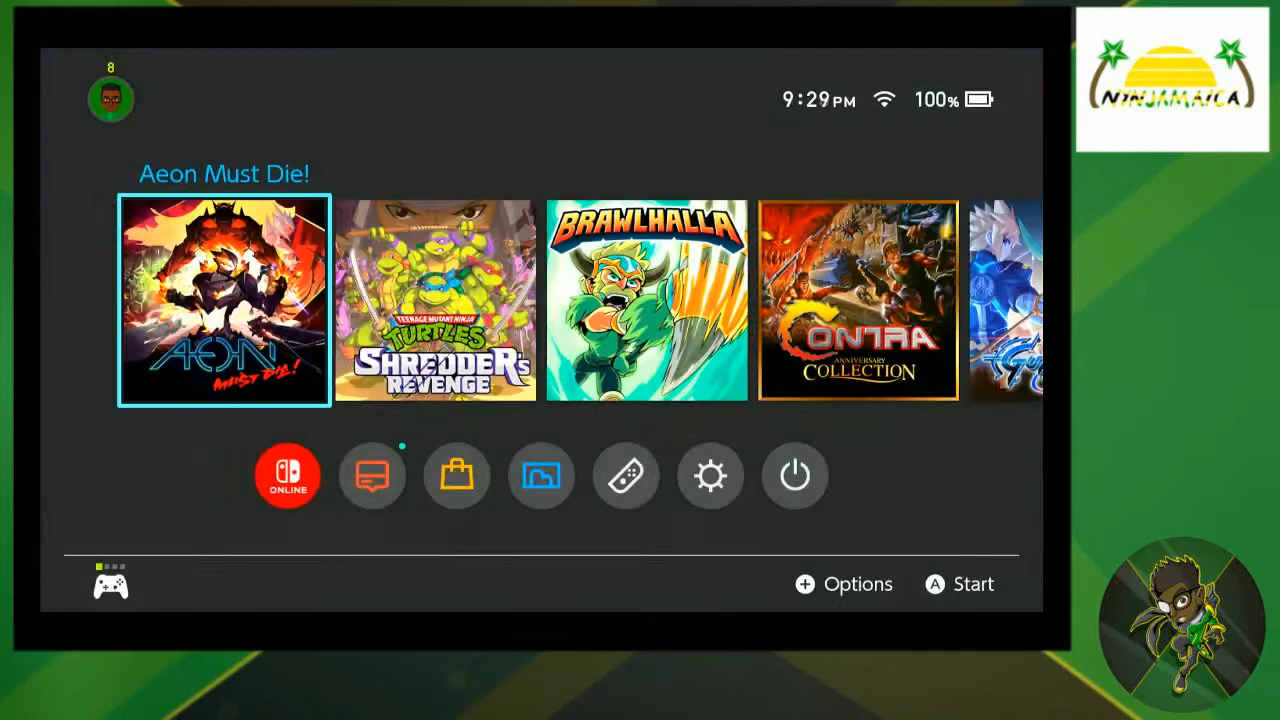 8
9:29 PM
100%
NINJAMAICA
Aeon Must Die!
AEON
MUST DIE!
TEENAGE MUTANT NINJA
TURTLES
SHREDDER'S
REVENGE
BRAWLHALLA
CONTRA
ANNIVERSARY
COLLECTION
ONLINE
Options
A Start